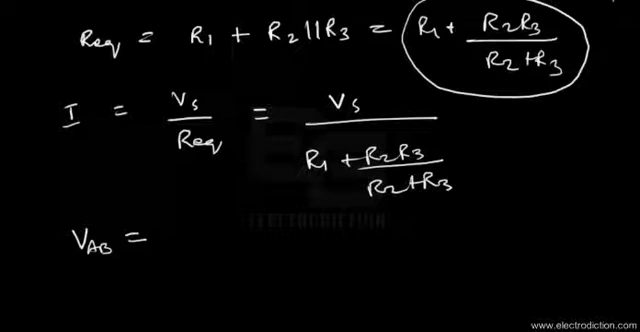 Req = R1 + R2 || R3 = R1 + R2R3 / R2 + R3
I = Vs / Req = Vs / R1 + R2R3 / R2 + R3
ELECTRODICTION
VAB =
www.electrodiction.com